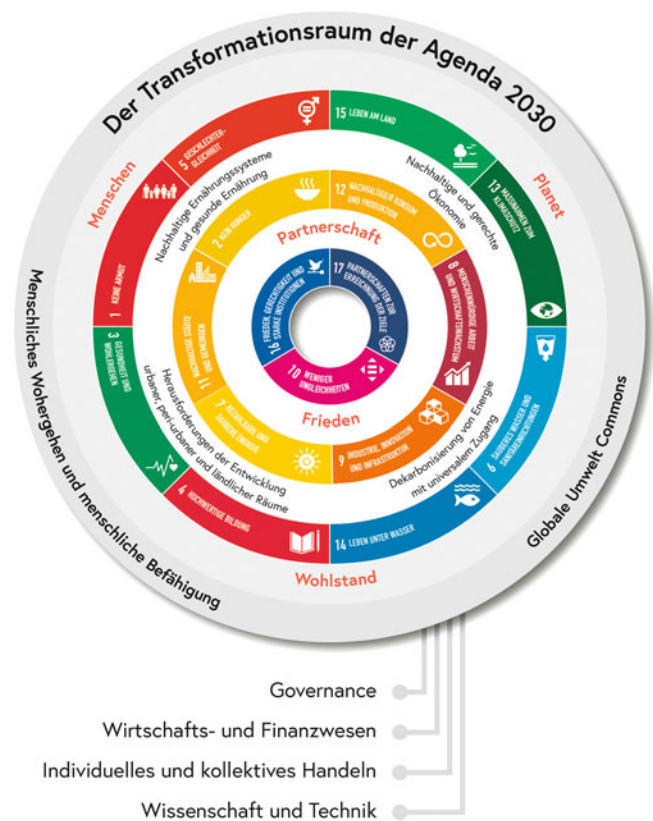 Der Transformationsraum der Agenda 2030
Menschen
Planet
5 GESCHLECHTER-
GLEICHHEIT
15 LEBEN AM LAND
Nachhaltige Ernährungssysteme
und gesunde Ernährung
Nachhaltige und gerechte
Ökonomie
13 MASSNAHMEN ZUM
KLIMASCHUTZ
2 KEIN HUNGER
12 NACHHALTIGE/R KONSUM
UND PRODUKTION
1 KEINE ARMUT
Partnerschaft
16 FRIEDEN, GERECHTIGKEIT UND
STARKE INSTITUTIONEN
17 PARTNERSCHAFTEN ZUR
ERREICHUNG DER ZIELE
8 MENSCHENWÜRDIGE ARBEIT
UND WIRTSCHAFTSWACHSTUM
11 NACHHALTIGE STÄDTE
UND GEMEINDEN
10 WENIGER
UNGLEICHHEITEN
3 GESUNDHEIT UND
WOHLERGEHEN
Frieden
7 BEZAHLBARE UND
SAUBERE ENERGIE
9 INDUSTRIE, INNOVATION
UND INFRASTRUKTUR
6 SAUBERES WASSER UND
SANITÄREINRICHTUNGEN
Herausforderungen der Entwicklung
urbaner, peri-urbaner und ländlicher Räume
Dekarbonisierung von Energie
mit universalem Zugang
4 HOCHWERTIGE BILDUNG
14 LEBEN UNTER WASSER
Wohlstand
Menschliches Wohergehen und menschliche Befähigung
Globale Umwelt Commons
Governance
Wirtschafts- und Finanzwesen
Individuelles und kollektives Handeln
Wissenschaft und Technik